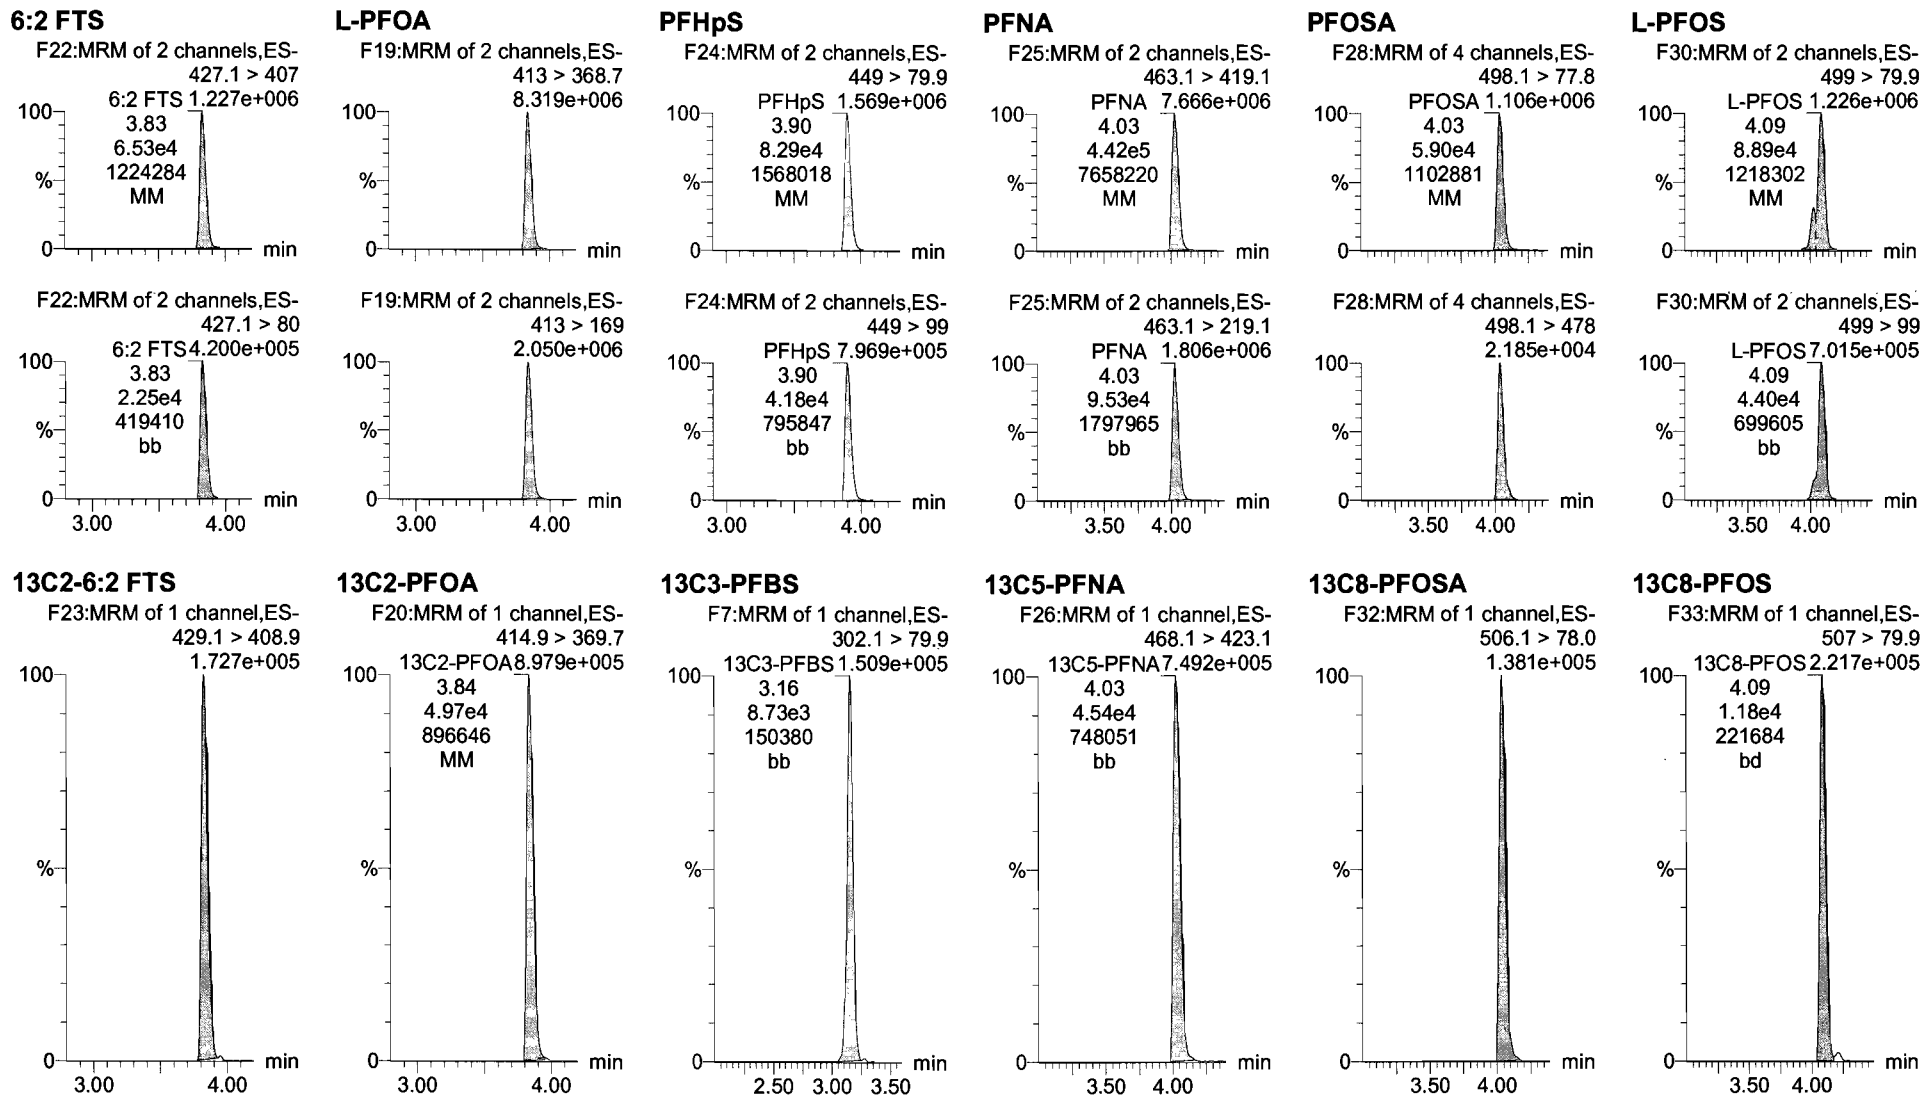 6:2 FTS
F22:MRM of 2 channels,ES-
427.1 > 407
6:2 FTS 1.227e+006
100
3.83
6.53e4
1224284
MM
%
0
min
F22:MRM of 2 channels,ES-
427.1 > 80
6:2 FTS 4.200e+005
100
3.83
2.25e4
419410
bb
%
0
min
3.00 4.00
L-PFOA
F19:MRM of 2 channels,ES-
413 > 368.7
8.319e+006
100
%
0
min
F19:MRM of 2 channels,ES-
413 > 169
2.050e+006
100
%
0
min
3.00 4.00
PFHpS
F24:MRM of 2 channels,ES-
449 > 79.9
PFHpS 1.569e+006
100
3.90
8.29e4
1568018
MM
%
0
min
F24:MRM of 2 channels,ES-
449 > 99
PFHpS 7.969e+005
100
3.90
4.18e4
795847
bb
%
0
min
3.00 4.00
PFNA
F25:MRM of 2 channels,ES-
463.1 > 419.1
PFNA 7.666e+006
100
4.03
4.42e5
7658220
MM
%
0
min
F25:MRM of 2 channels,ES-
463.1 > 219.1
PFNA 1.806e+006
100
4.03
9.53e4
1797965
bb
%
0
min
3.50 4.00
PFOSA
F28:MRM of 4 channels,ES-
498.1 > 77.8
PFOSA 1.106e+006
100
4.03
5.90e4
1102881
MM
%
0
min
F28:MRM of 4 channels,ES-
498.1 > 478
2.185e+004
100
%
0
min
3.50 4.00
L-PFOS
F30:MRM of 2 channels,ES-
499 > 79.9
L-PFOS 1.226e+006
100
4.09
8.89e4
1218302
MM
%
0
min
F30:MRM of 2 channels,ES-
499 > 99
L-PFOS 7.015e+005
100
4.09
4.40e4
699605
bb
%
0
min
3.50 4.00
13C2-6:2 FTS
F23:MRM of 1 channel,ES-
429.1 > 408.9
1.727e+005
100
%
0
min
3.00 4.00
13C2-PFOA
F20:MRM of 1 channel,ES-
414.9 > 369.7
13C2-PFOA 8.979e+005
100
3.84
4.97e4
896646
MM
%
0
min
3.00 4.00
13C3-PFBS
F7:MRM of 1 channel,ES-
302.1 > 79.9
13C3-PFBS 1.509e+005
100
3.16
8.73e3
150380
bb
%
0
min
2.50 3.00 3.50
13C5-PFNA
F26:MRM of 1 channel,ES-
468.1 > 423.1
13C5-PFNA 7.492e+005
100
4.03
4.54e4
748051
bb
%
0
min
3.50 4.00
13C8-PFOSA
F32:MRM of 1 channel,ES-
506.1 > 78.0
1.381e+005
100
%
0
min
3.50 4.00
13C8-PFOS
F33:MRM of 1 channel,ES-
507 > 79.9
13C8-PFOS 2.217e+005
100
4.09
1.18e4
221684
bd
%
0
min
3.50 4.00